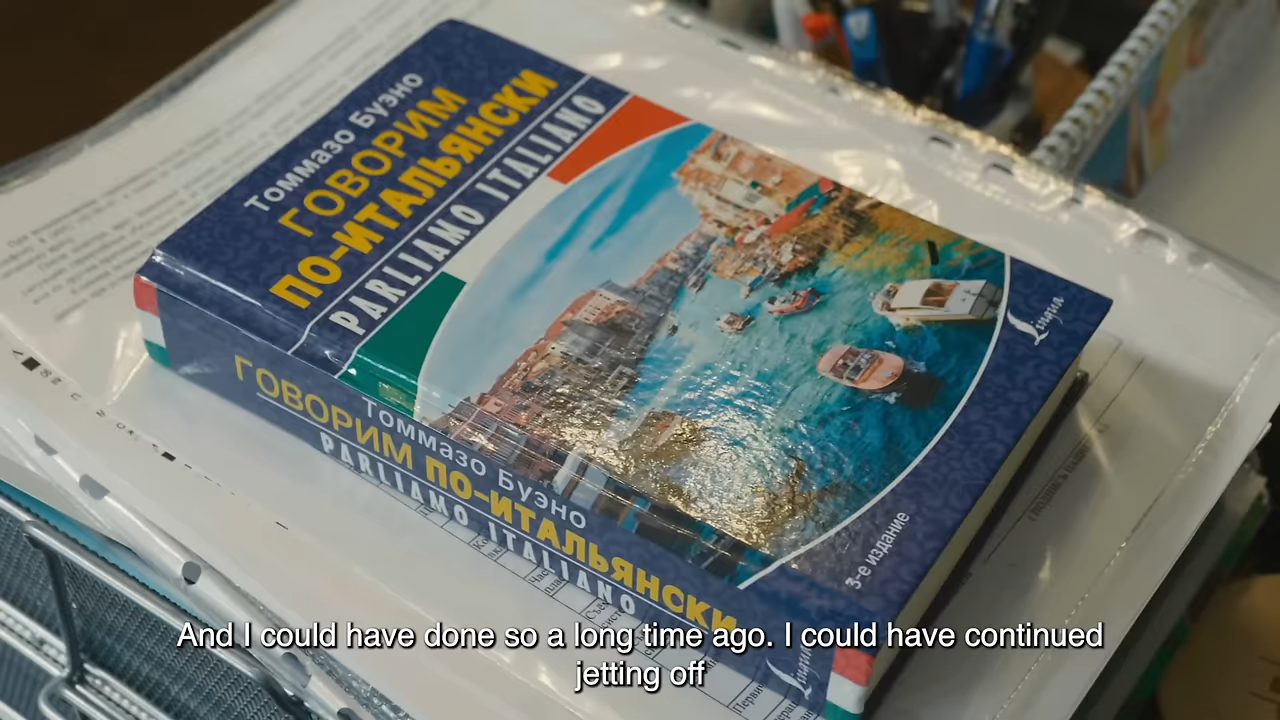 Томмазо Буэно
ГОВОРИМ
ПО-ИТАЛЬЯНСКИ
PARLIAMO ITALIANO
Lingua
3-е издание
Томмазо Буэно
ГОВОРИМ ПО-ИТАЛЬЯНСКИ
PARLIAMO ITALIANO
Lingua
And I could have done so a long time ago. I could have continued
jetting off